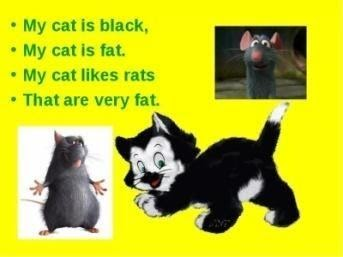 • My cat is black,
• My cat is fat.
• My cat likes rats
• That are very fat.